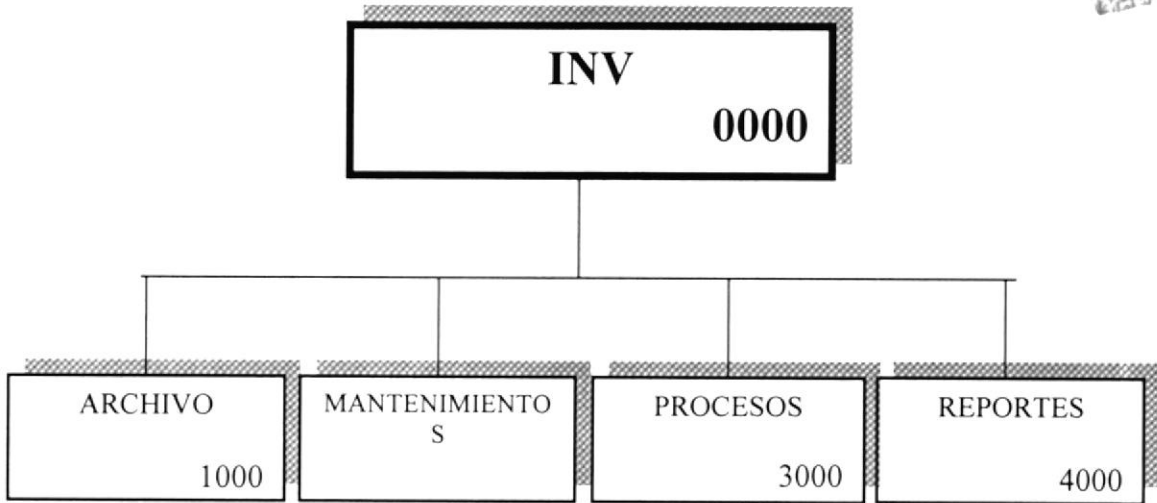 INV
0000
ARCHIVO
1000
MANTENIMIENTO
S
PROCESOS
3000
REPORTES
4000